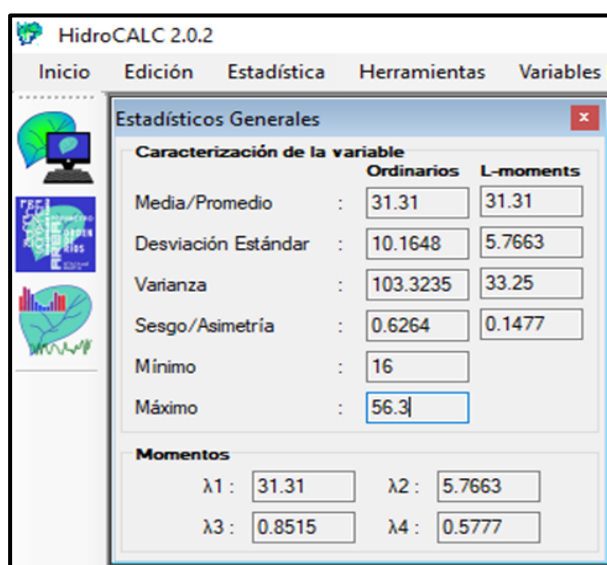 HidroCALC 2.0.2
Inicio Edición Estadística Herramientas Variables
Estadísticos Generales x
Caracterización de la variable
Ordinarios L-moments
Media/Promedio : 31.31 31.31
Desviación Estándar : 10.1648 5.7663
Varianza : 103.3235 33.25
Sesgo/Asimetría : 0.6264 0.1477
Mínimo : 16
Máximo : 56.3
Momentos
λ1 : 31.31 λ2 : 5.7663
λ3 : 0.8515 λ4 : 0.5777